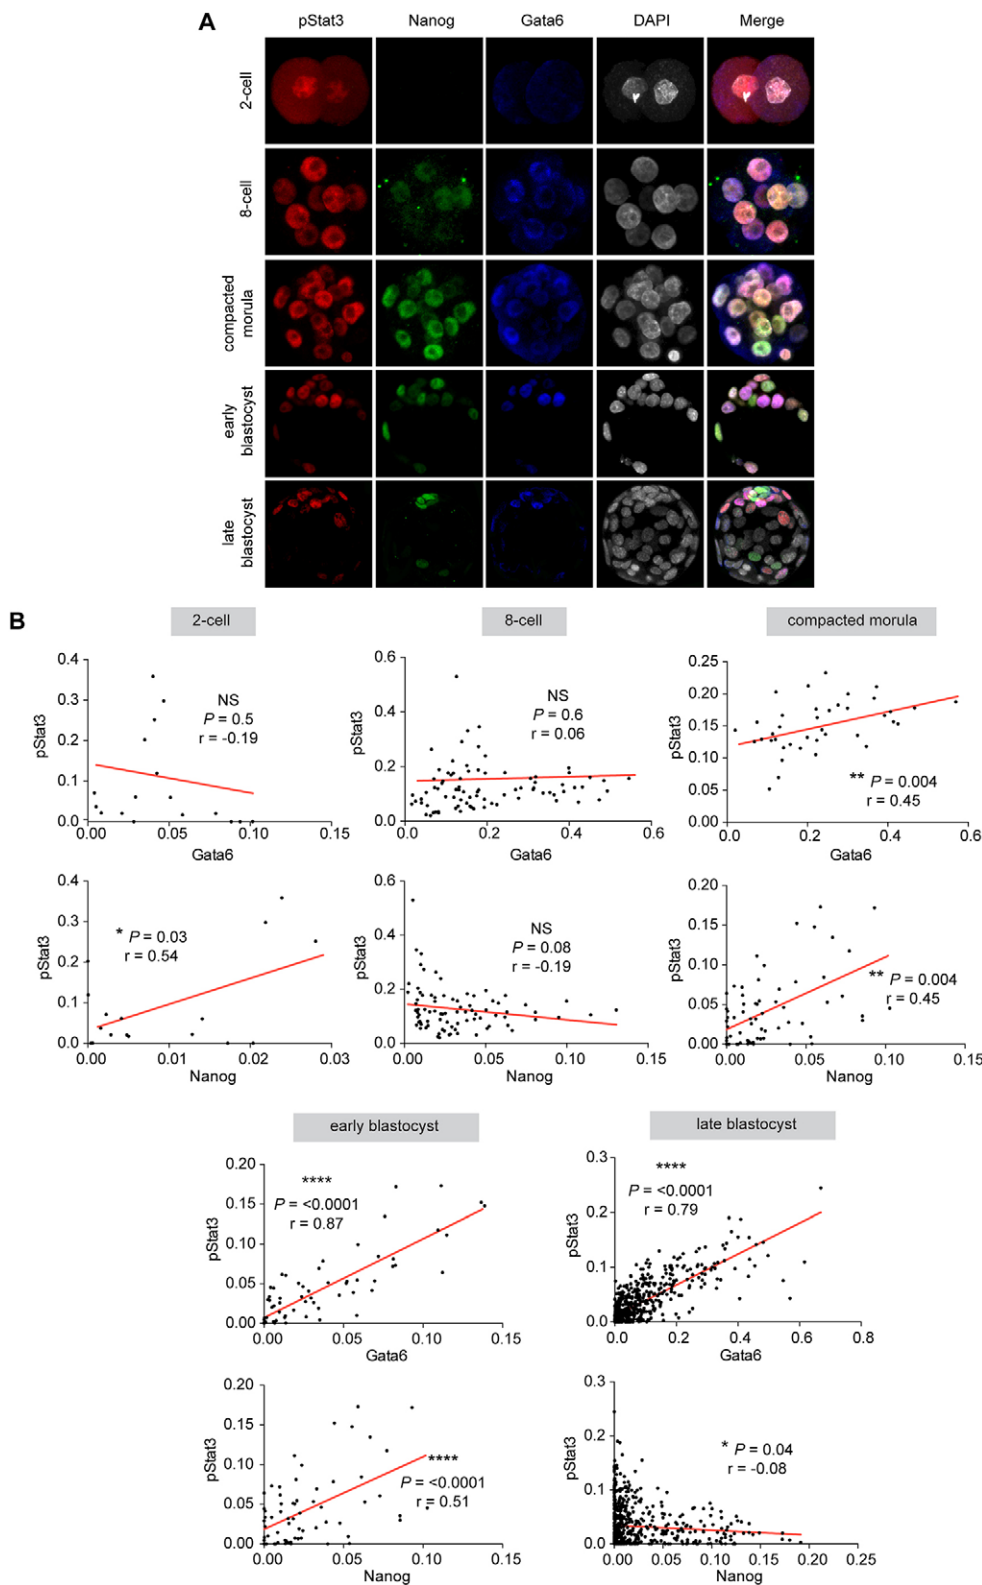 A
pStat3 Nanog Gata6 DAPI Merge
2-cell
8-cell
compacted
morula
early
blastocyst
late
blastocyst
B
2-cell 8-cell compacted morula
pStat3
0.4
0.3
0.2
0.1
0.0
0.00 0.05 0.10 0.15
Gata6
NS
P = 0.5
r = -0.19
pStat3
0.6
0.4
0.2
0.0
0.0 0.2 0.4 0.6
Gata6
NS
P = 0.6
r = 0.06
pStat3
0.25
0.20
0.15
0.10
0.05
0.00
0.0 0.2 0.4 0.6
Gata6
** P = 0.004
r = 0.45
pStat3
0.4
0.3
0.2
0.1
0.0
0.00 0.01 0.02 0.03
Nanog
* P = 0.03
r = 0.54
pStat3
0.6
0.4
0.2
0.0
0.00 0.05 0.10 0.15
Nanog
NS
P = 0.08
r = -0.19
pStat3
0.20
0.15
0.10
0.05
0.00
0.00 0.05 0.10 0.15
Nanog
** P = 0.004
r = 0.45
early blastocyst late blastocyst
pStat3
0.20
0.15
0.10
0.05
0.00
0.00 0.05 0.10 0.15
Gata6
****
P = <0.0001
r = 0.87
pStat3
0.3
0.2
0.1
0.0
0.0 0.2 0.4 0.6 0.8
Gata6
****
P = <0.0001
r = 0.79
pStat3
0.20
0.15
0.10
0.05
0.00
0.00 0.05 0.10 0.15
Nanog
****
P = <0.0001
r = 0.51
pStat3
0.3
0.2
0.1
0.0
0.00 0.05 0.10 0.15 0.20 0.25
Nanog
* P = 0.04
r = -0.08